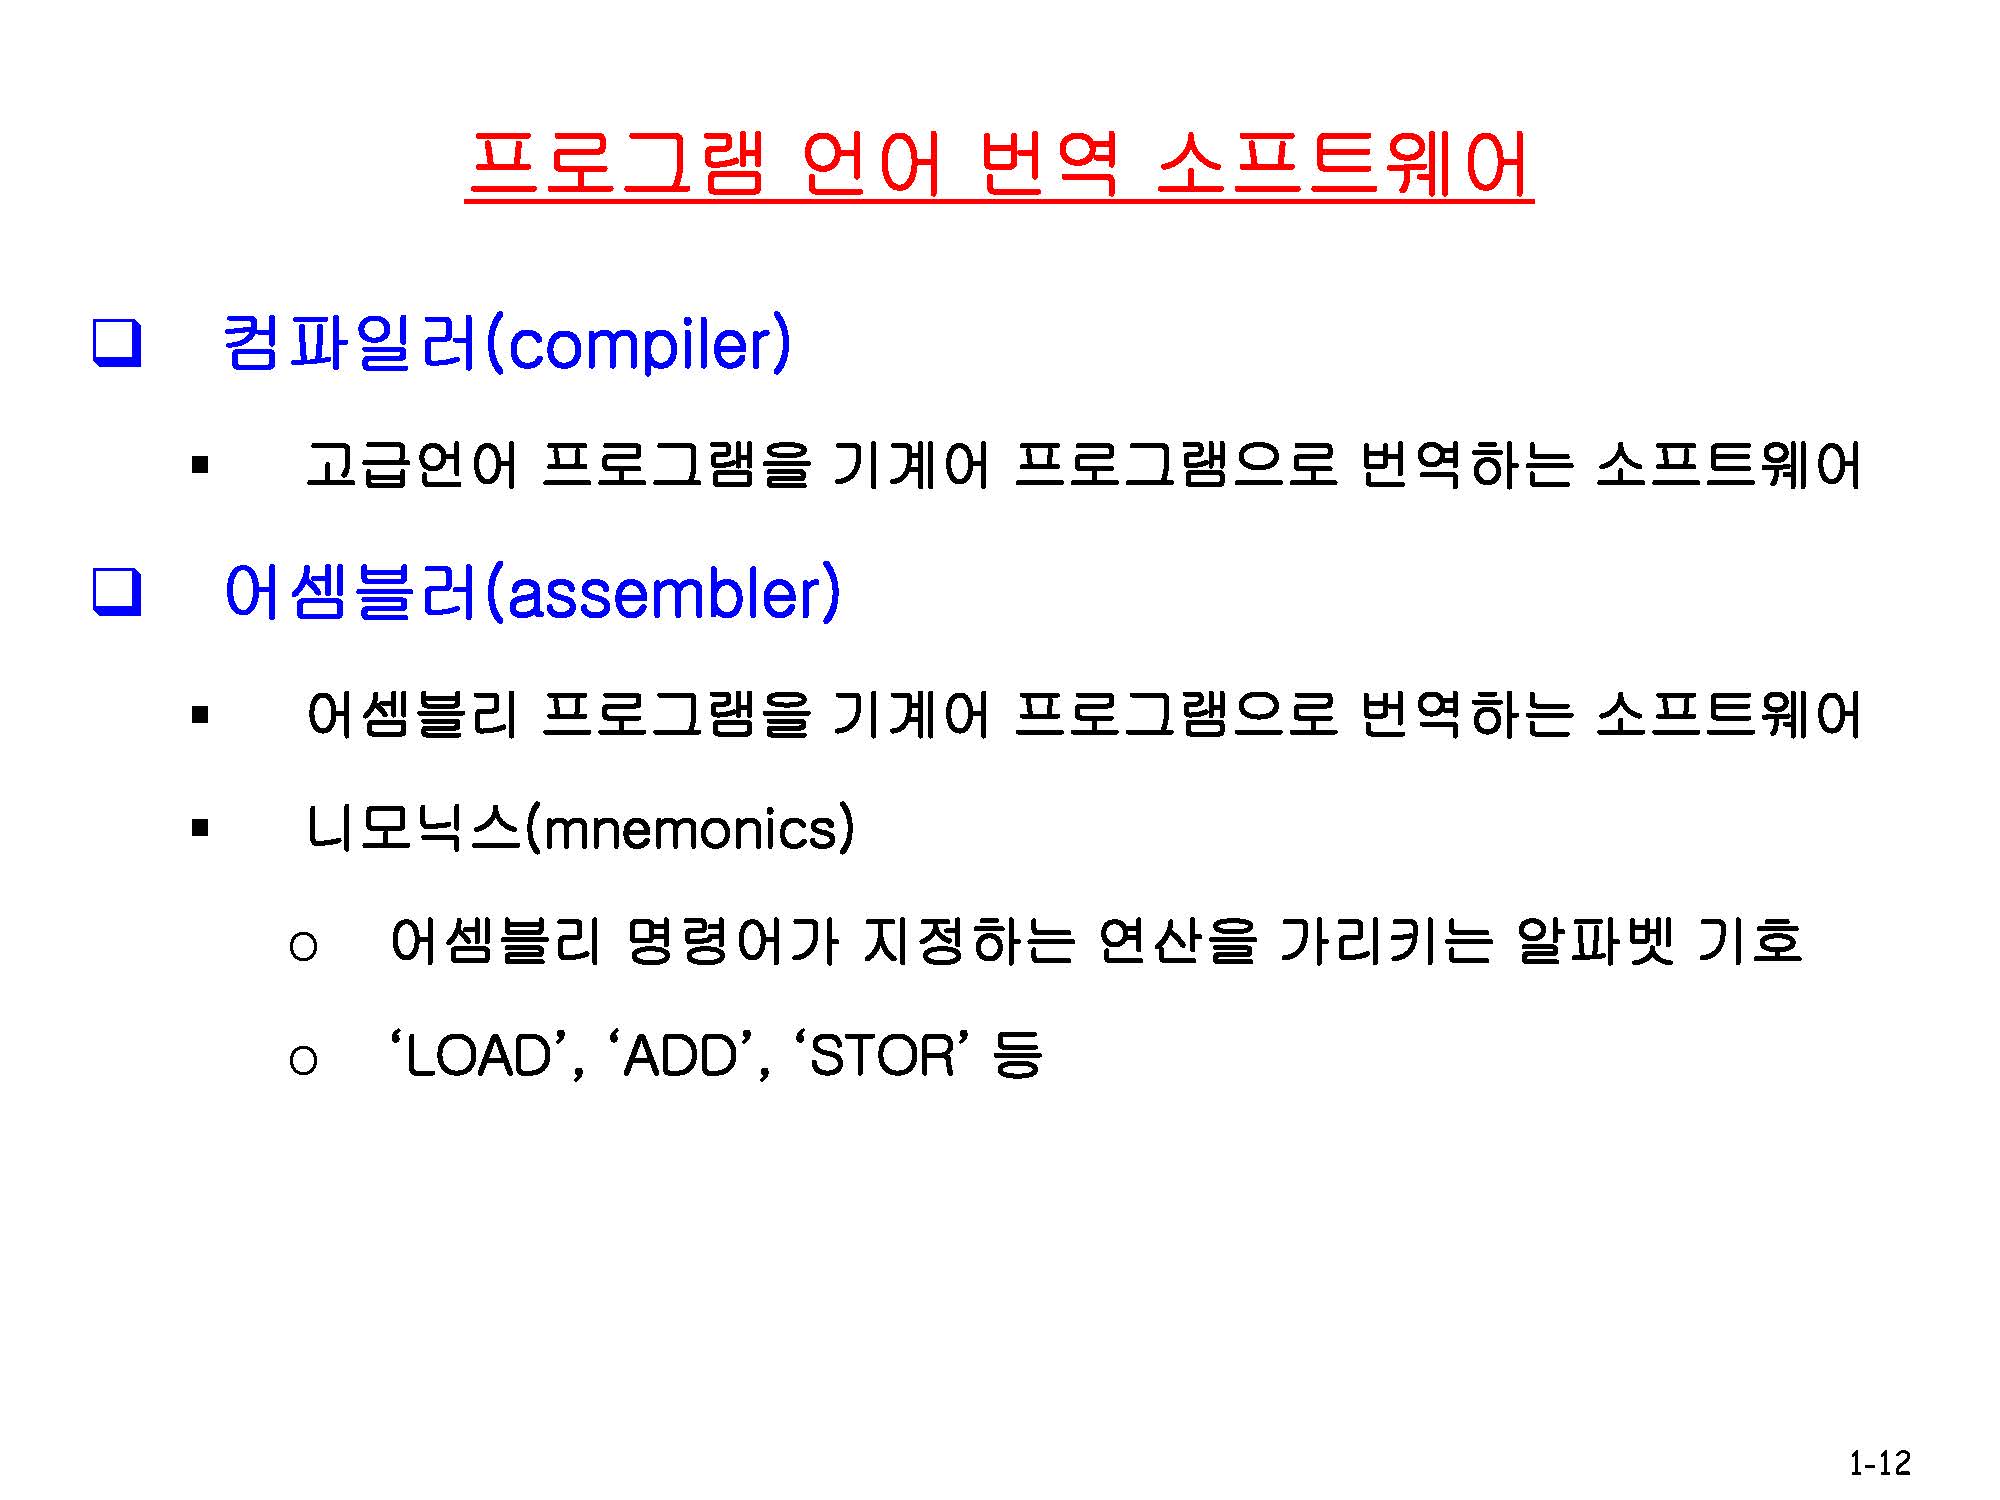 프로그램 언어 번역 소프트웨어
❑ 컴파일러(compiler)
▪ 고급언어 프로그램을 기계어 프로그램으로 번역하는 소프트웨어
❑ 어셈블러(assembler)
▪ 어셈블리 프로그램을 기계어 프로그램으로 번역하는 소프트웨어
▪ 니모닉스(mnemonics)
o 어셈블리 명령어가 지정하는 연산을 가리키는 알파벳 기호
o ‘LOAD’, ‘ADD’, ‘STOR’ 등
1-12